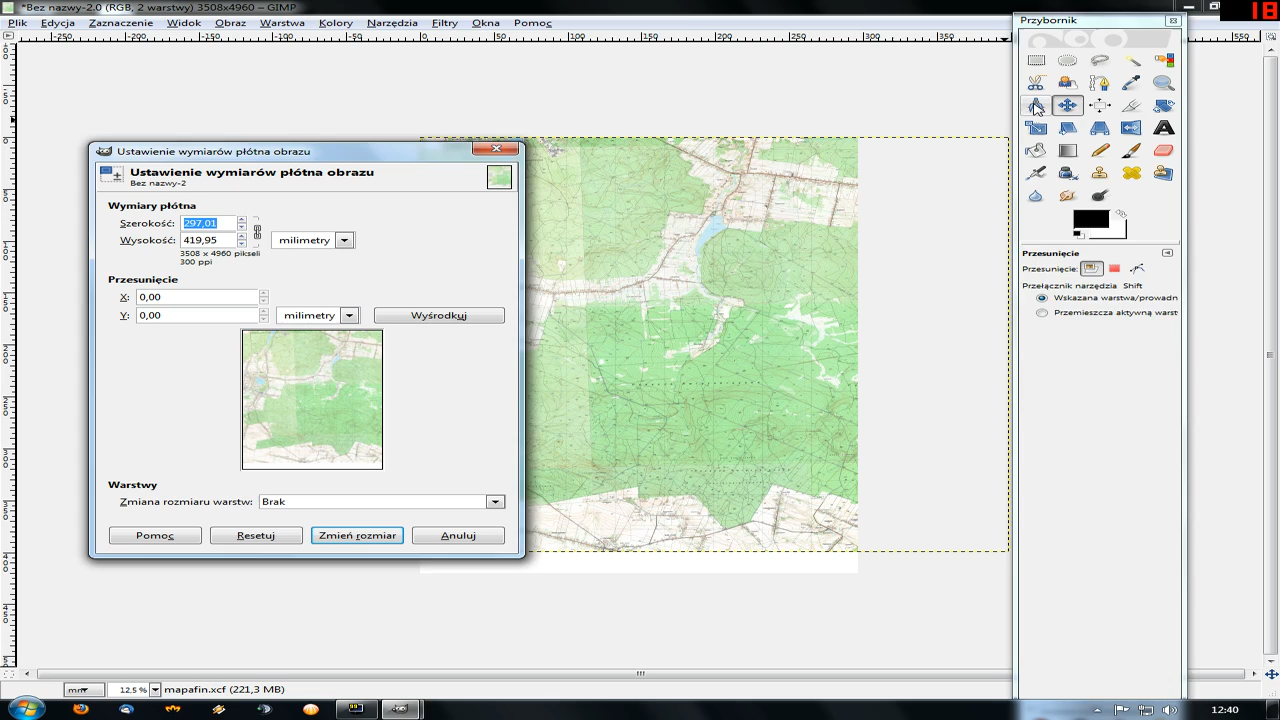 *Bez nazwy-2.0 (RGB, 2 warstwy) 3508x4960 – GIMP
18
Plik Edycja Zaznaczenie Widok Obraz Warstwa Kolory Narzędzia Filtry Okna Pomoc
Przybornik
Ustawienie wymiarów płótna obrazu
Ustawienie wymiarów płótna obrazu
Bez nazwy-2
Wymiary płótna
Szerokość: 297,01
Wysokość: 419,95 milimetry
3508 x 4960 pikseli
300 ppi
Przesunięcie
X: 0,00
Y: 0,00 milimetry Wyśrodkuj
Warstwy
Zmiana rozmiaru warstw: Brak
Pomoc Resetuj Zmień rozmiar Anuluj
Przesunięcie
Przesunięcie:
Przełącznik narzędzia Shift
Wskazana warstwa/prowadn
Przemieszcza aktywną warst
mm 12.5 % mapafin.xcf (221,3 MB)
12:40